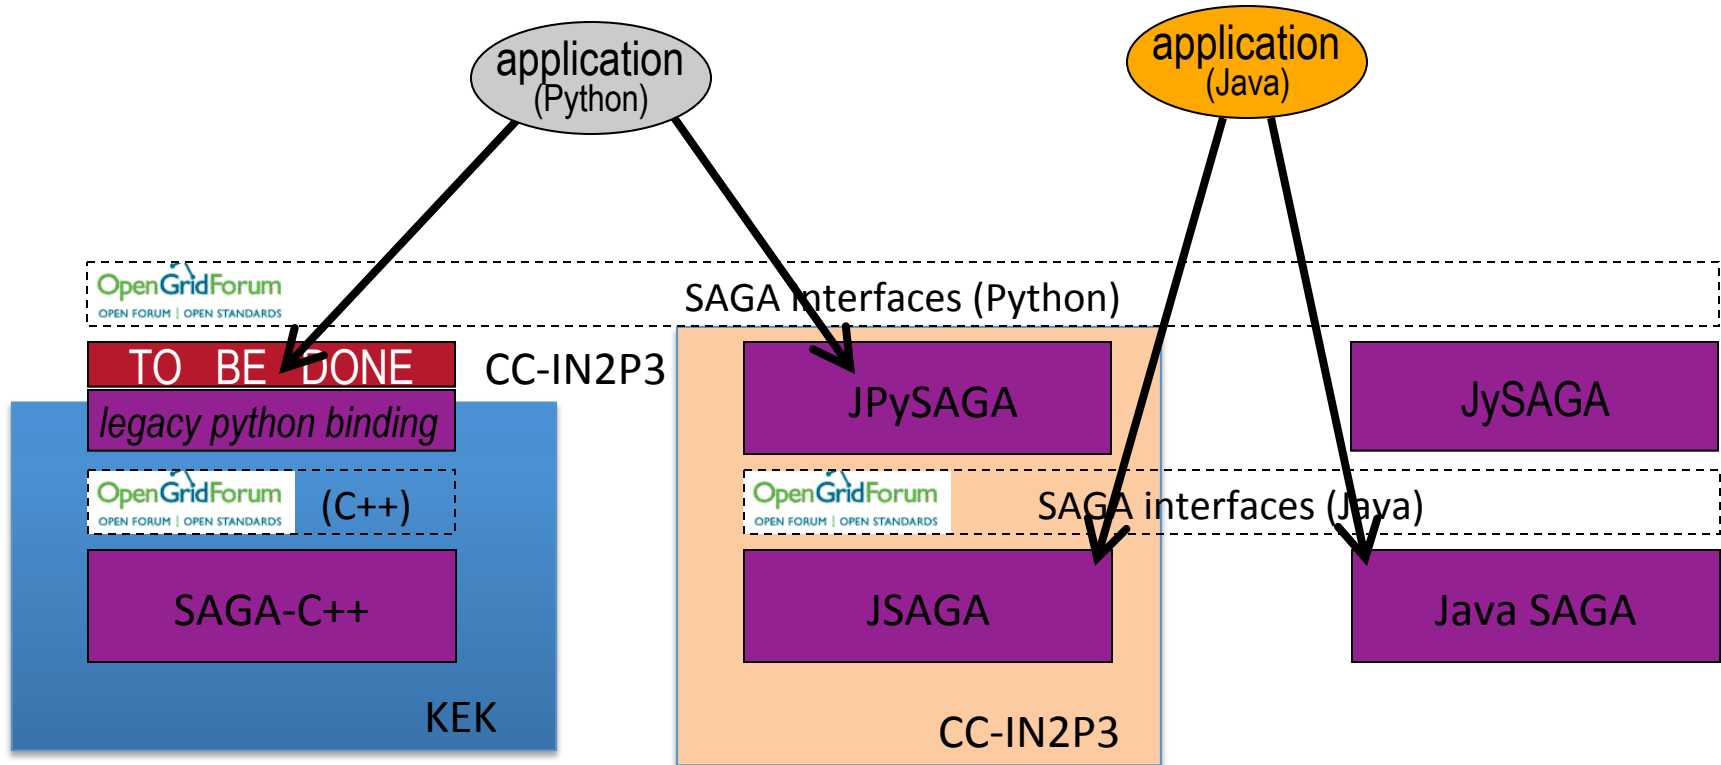 application
(Python)
application
(Java)
OpenGridForum
OPEN FORUM | OPEN STANDARDS
SAGA interfaces (Python)
TO BE DONE
CC-IN2P3
legacy python binding
JPySAGA
JySAGA
OpenGridForum
OPEN FORUM | OPEN STANDARDS
(C++)
OpenGridForum
OPEN FORUM | OPEN STANDARDS
SAGA interfaces (Java)
SAGA-C++
JSAGA
Java SAGA
KEK
CC-IN2P3